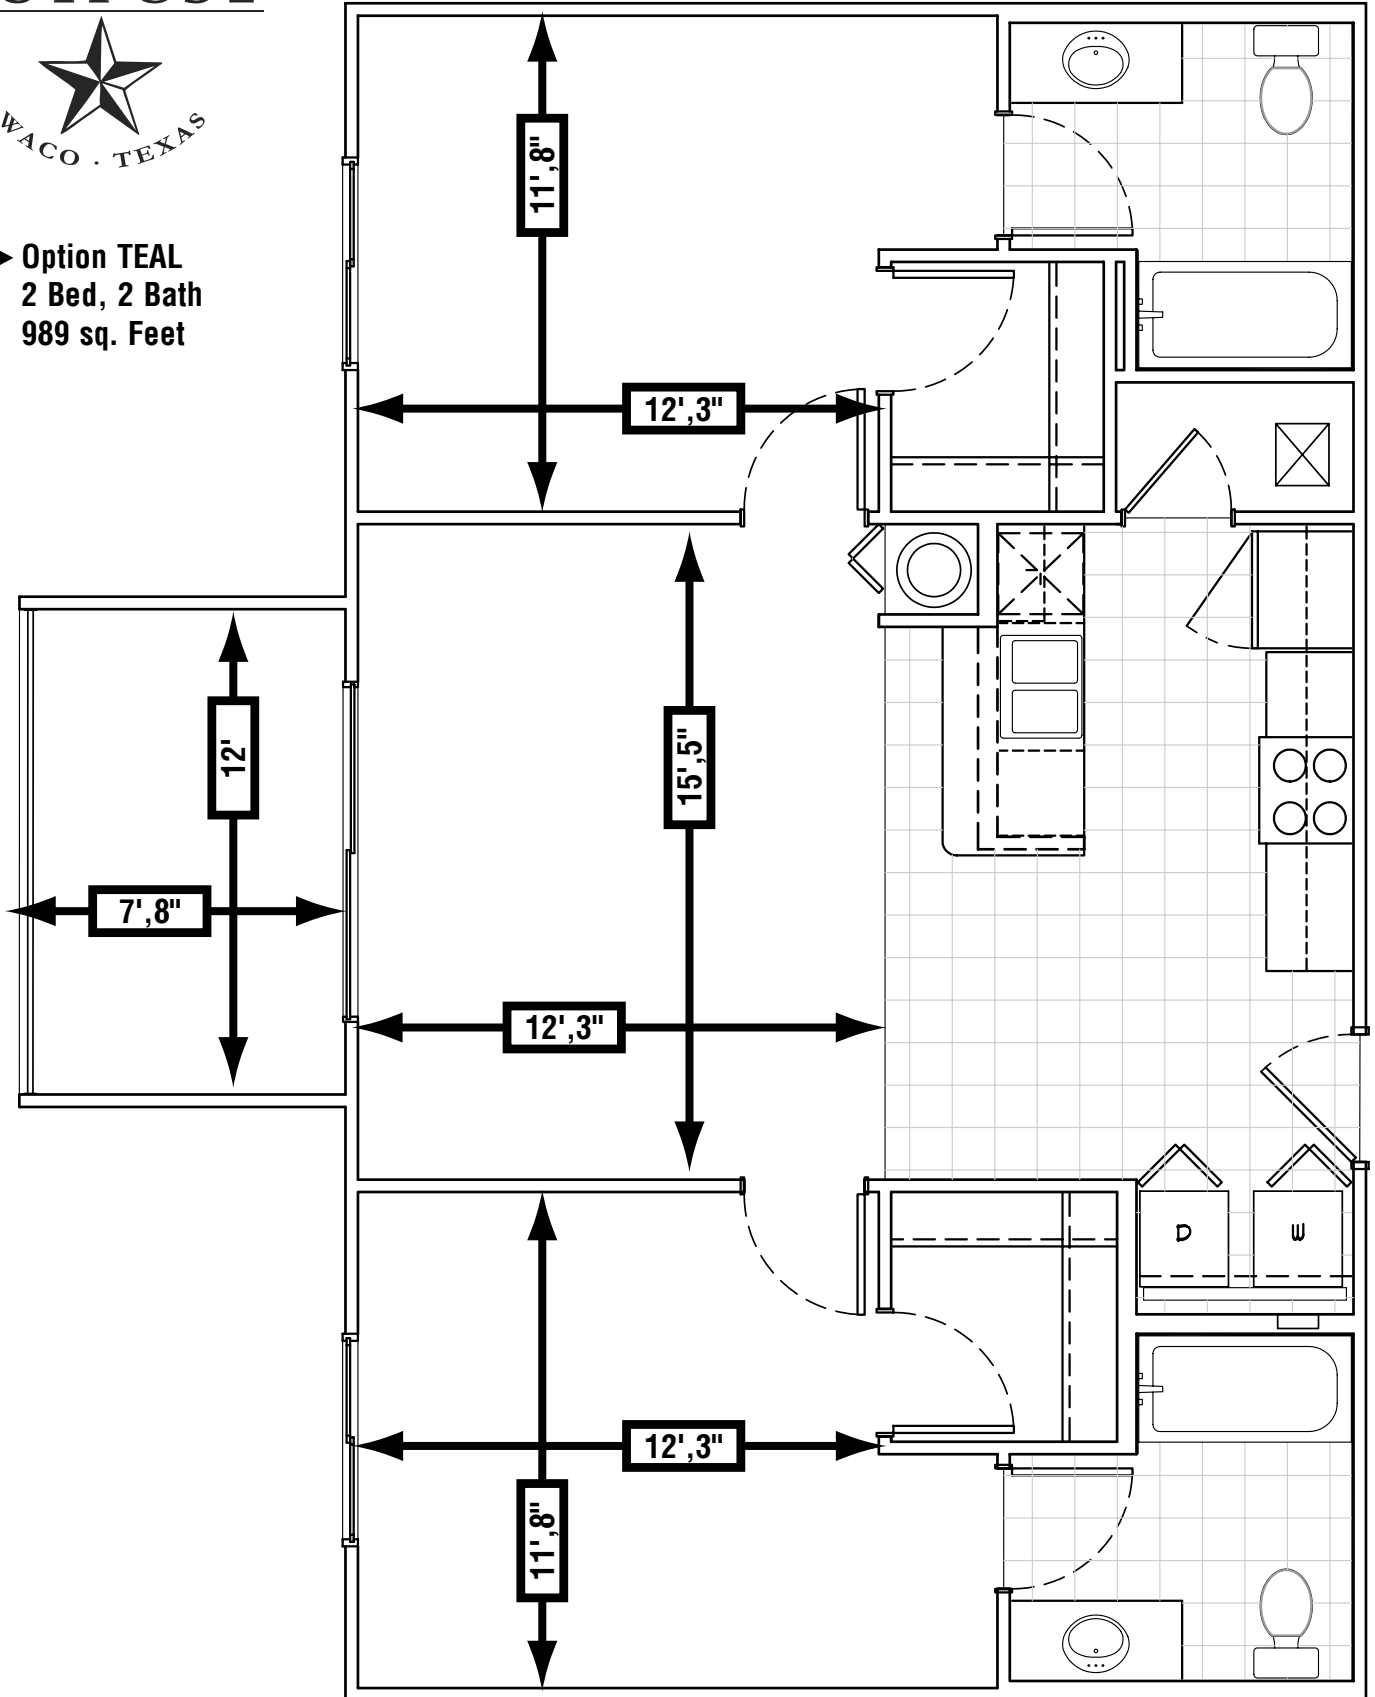 WACO · TEXAS
Option TEAL
2 Bed, 2 Bath
989 sq. Feet
11',8"
12',3"
12'
7',8"
15',5"
12',3"
D
W
12',3"
11',8"